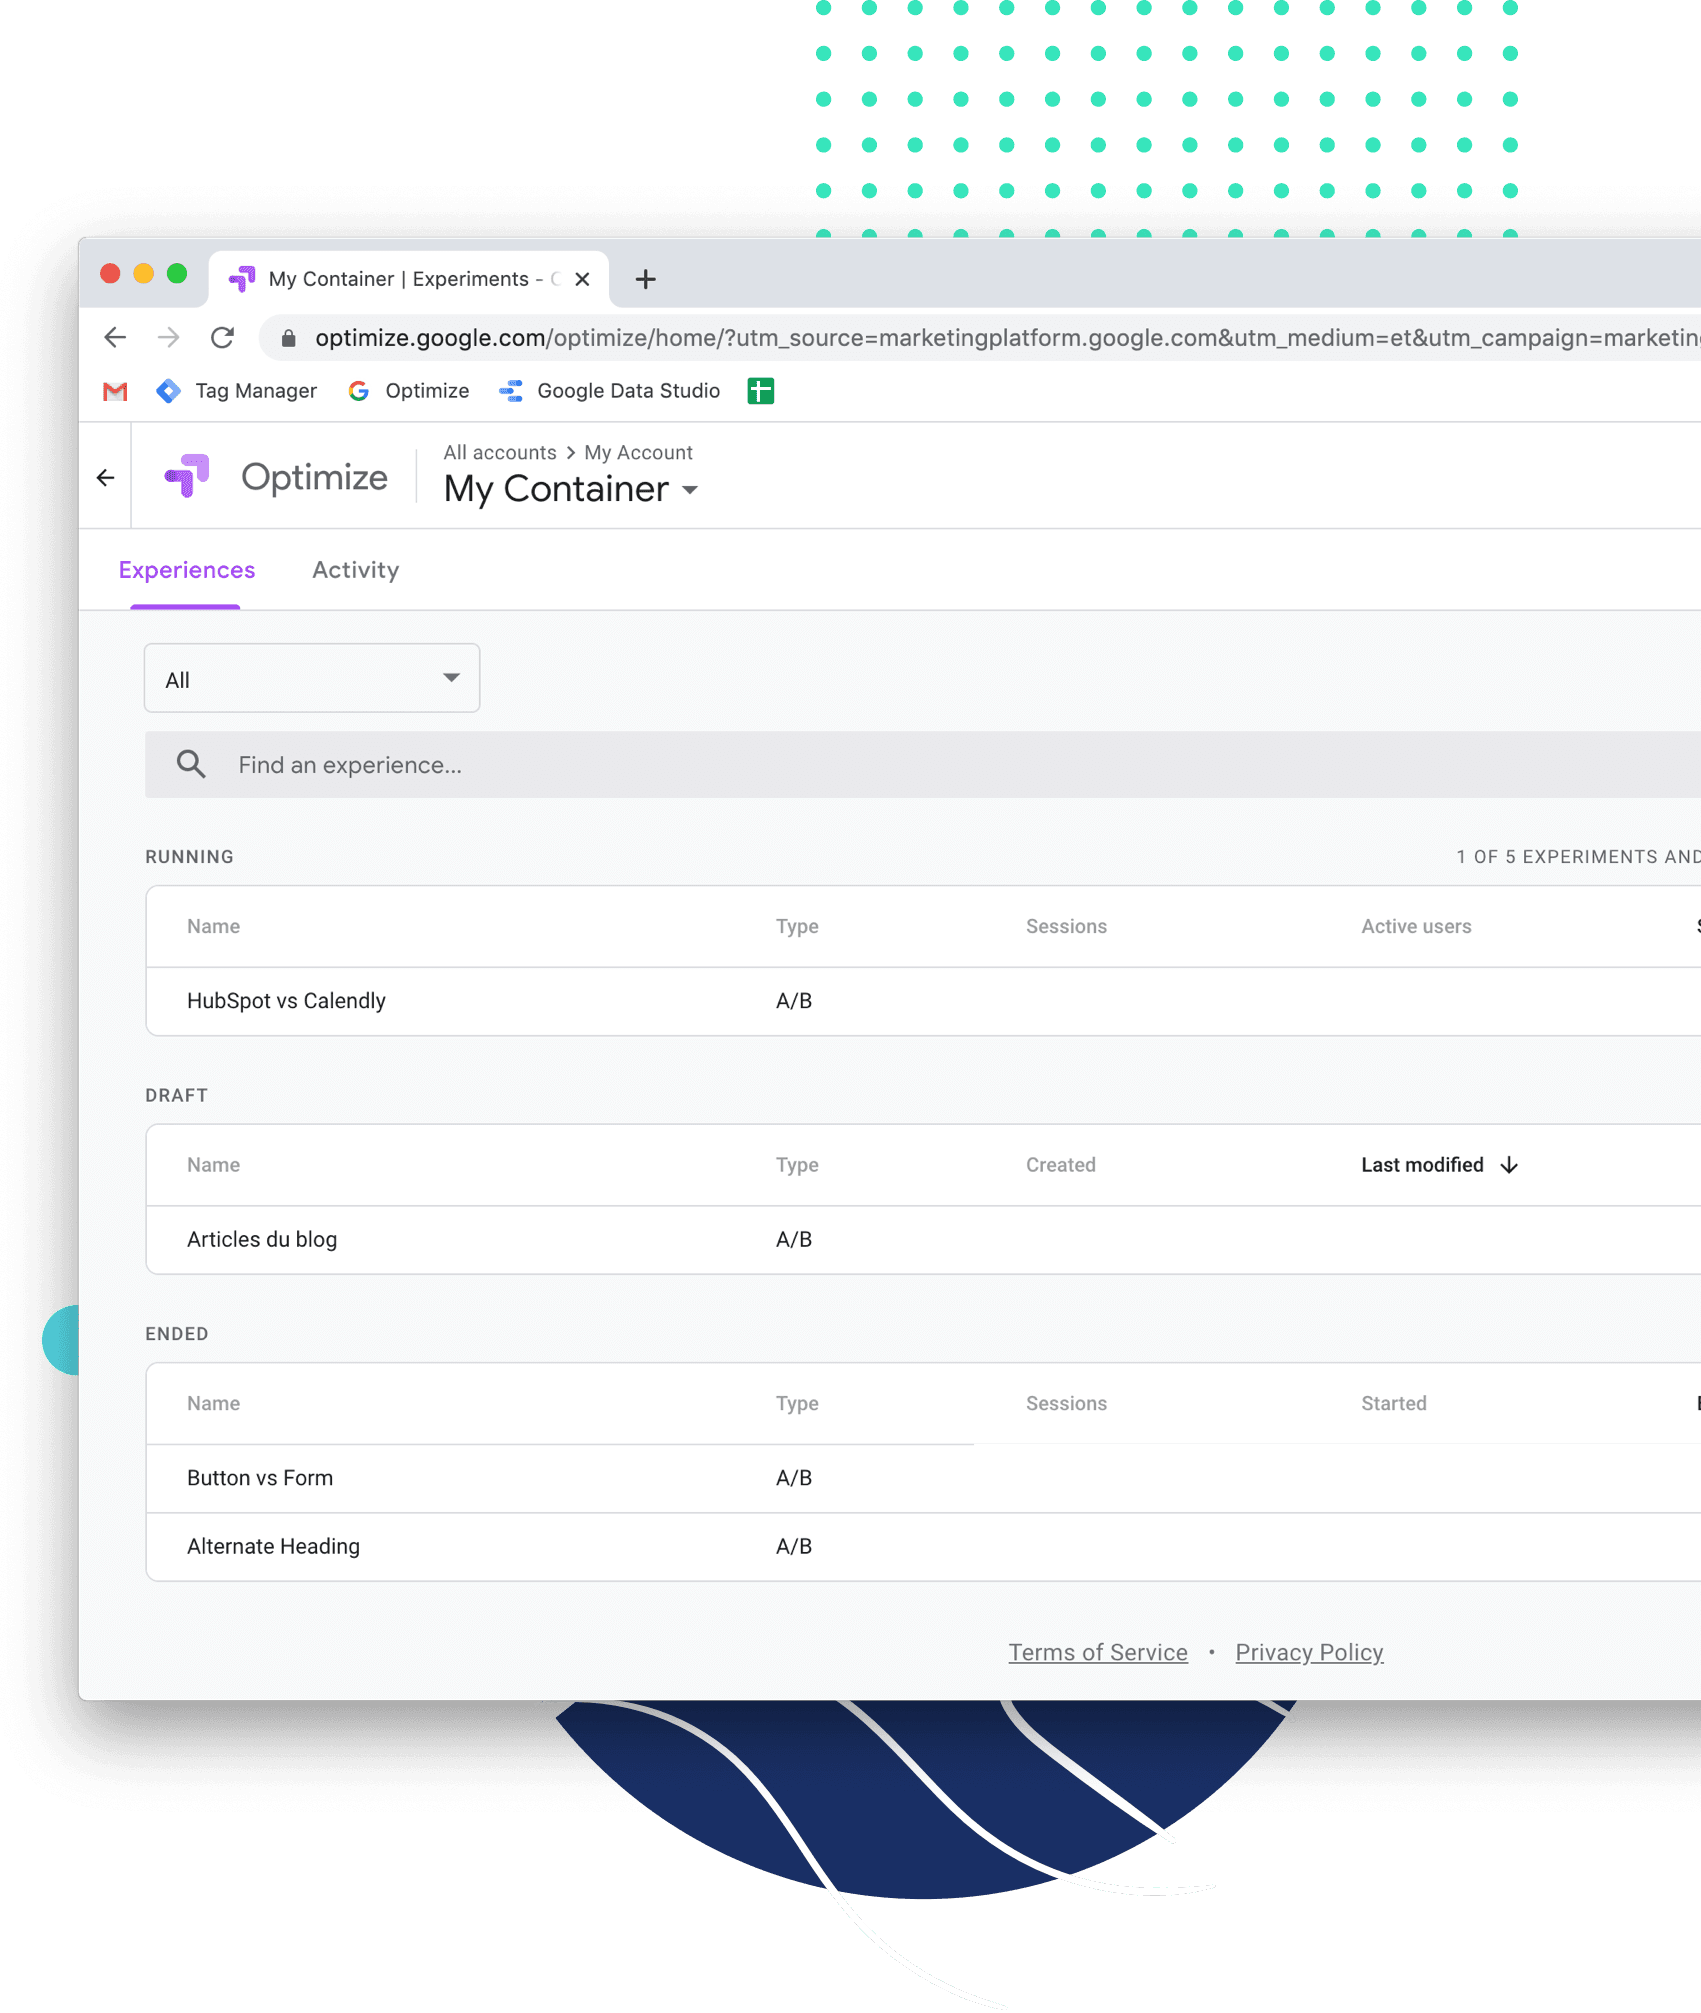 My Container | Experiments -
optimize.google.com/optimize/home/?utm_source=marketingplatform.google.com&utm_medium=et&utm_campaign=marketing
Tag Manager Optimize Google Data Studio
All accounts > My Account
Optimize My Container
Experiences Activity
All
Find an experience...
RUNNING 1 OF 5 EXPERIMENTS AND
Name Type Sessions Active users
HubSpot vs Calendly A/B
DRAFT
Name Type Created Last modified
Articles du blog A/B
ENDED
Name Type Sessions Started
Button vs Form A/B
Alternate Heading A/B
Terms of Service • Privacy Policy